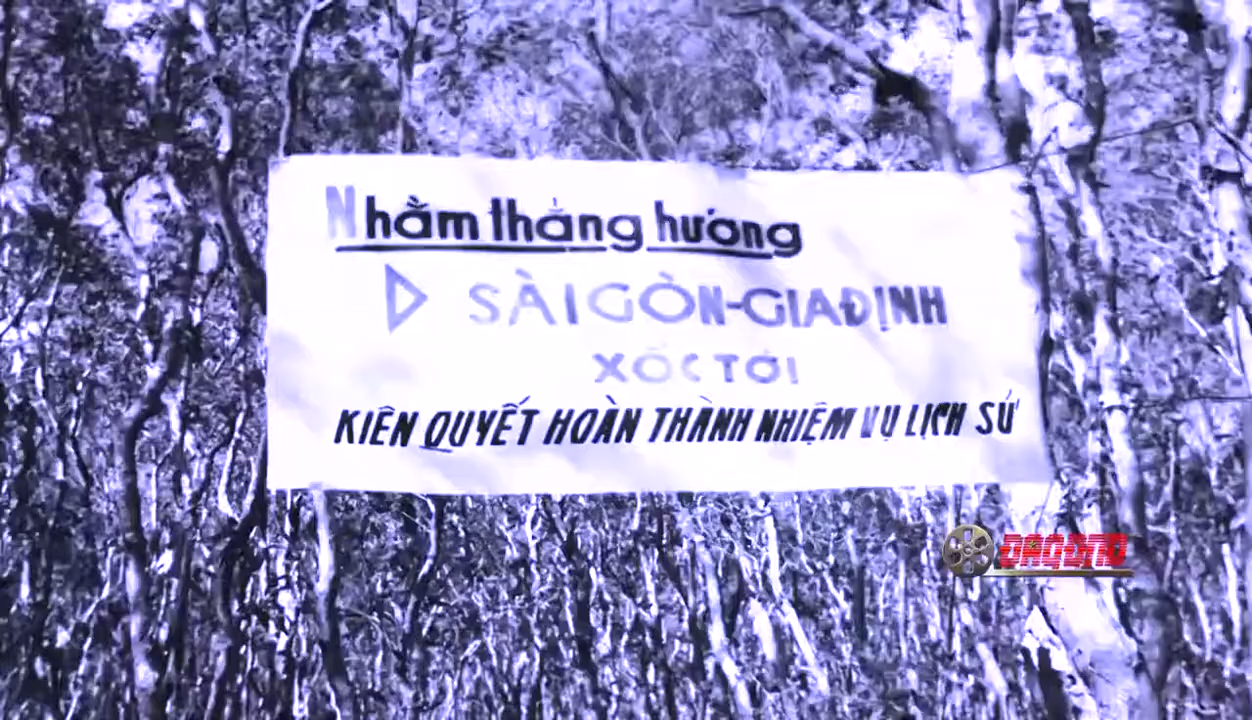 Nhằm thẳng hướng
SÀI GÒN-GIA ĐỊNH
XỐC TỚI
KIÊN QUYẾT HOÀN THÀNH NHIỆM VỤ LỊCH SỬ